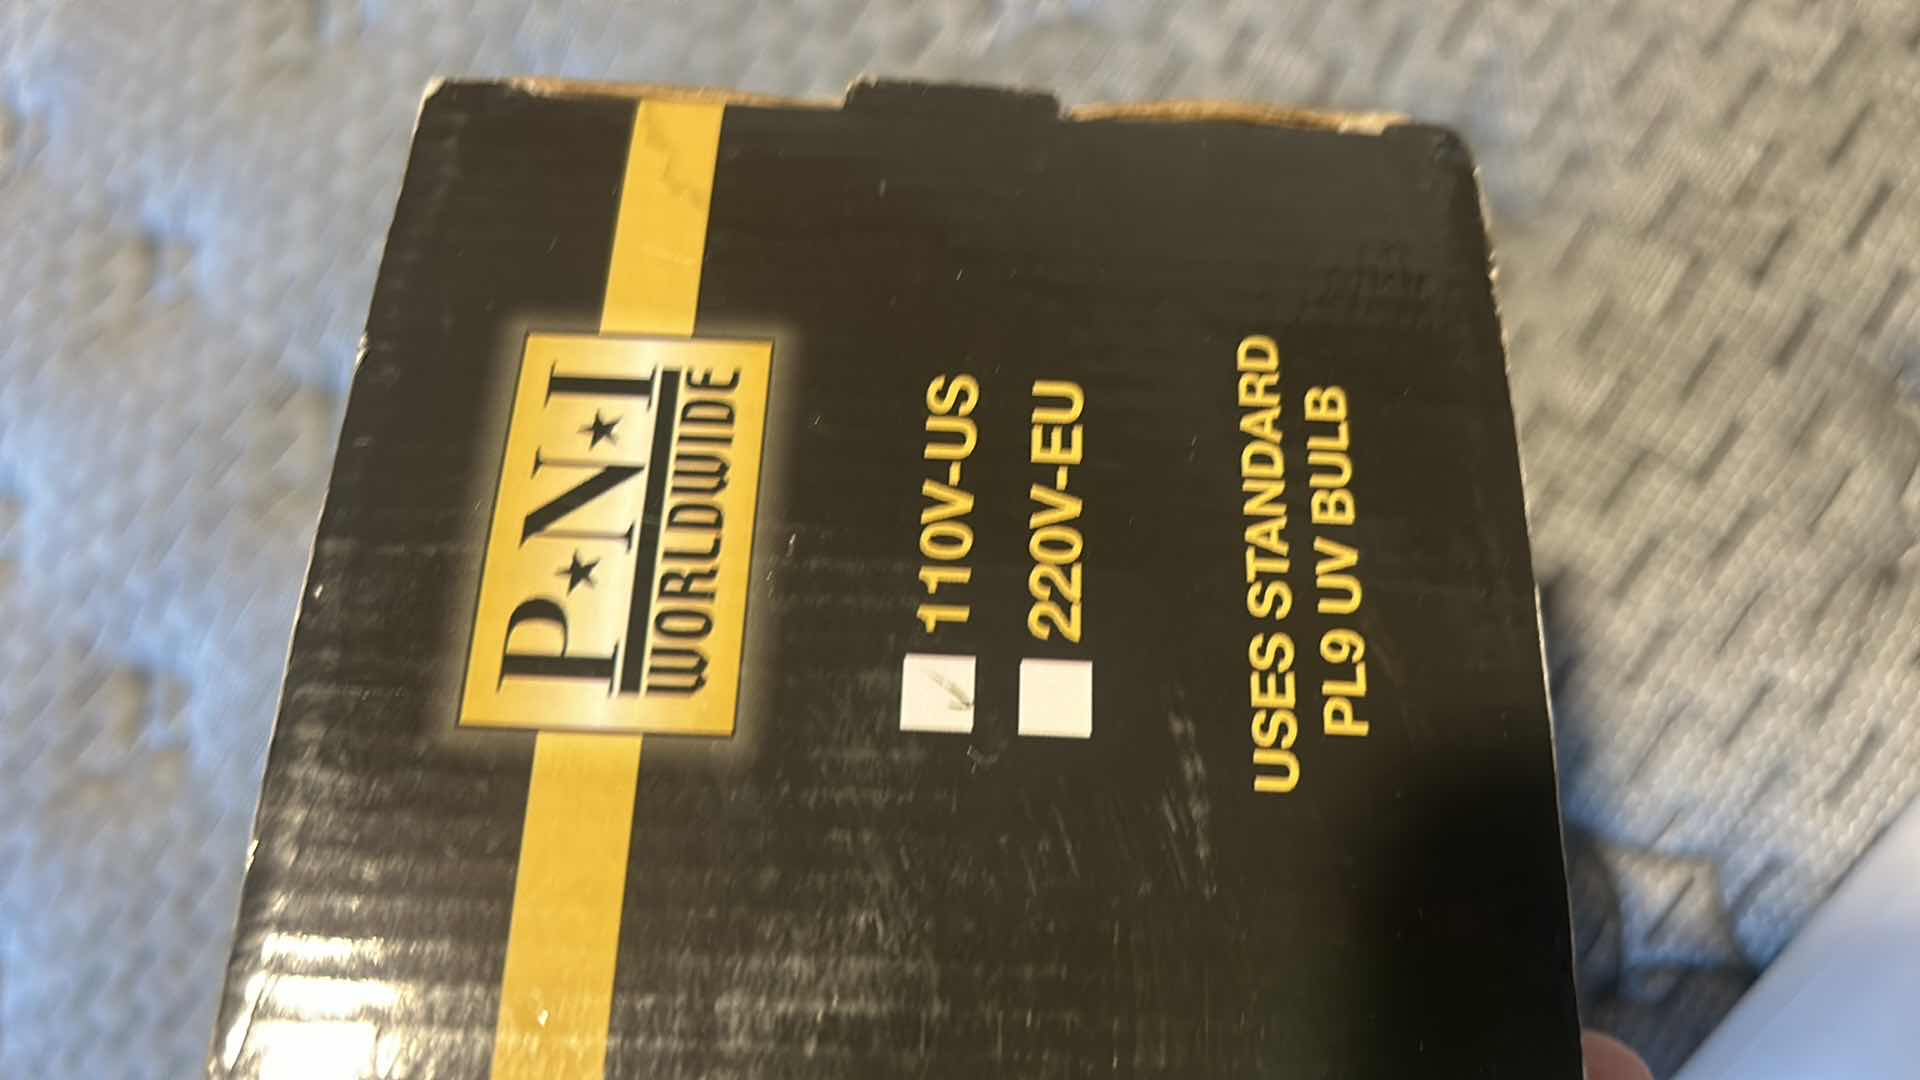 P★N★I
WORLDWIDE
110V-US
220V-EU
USES STANDARD
PL9 UV BULB